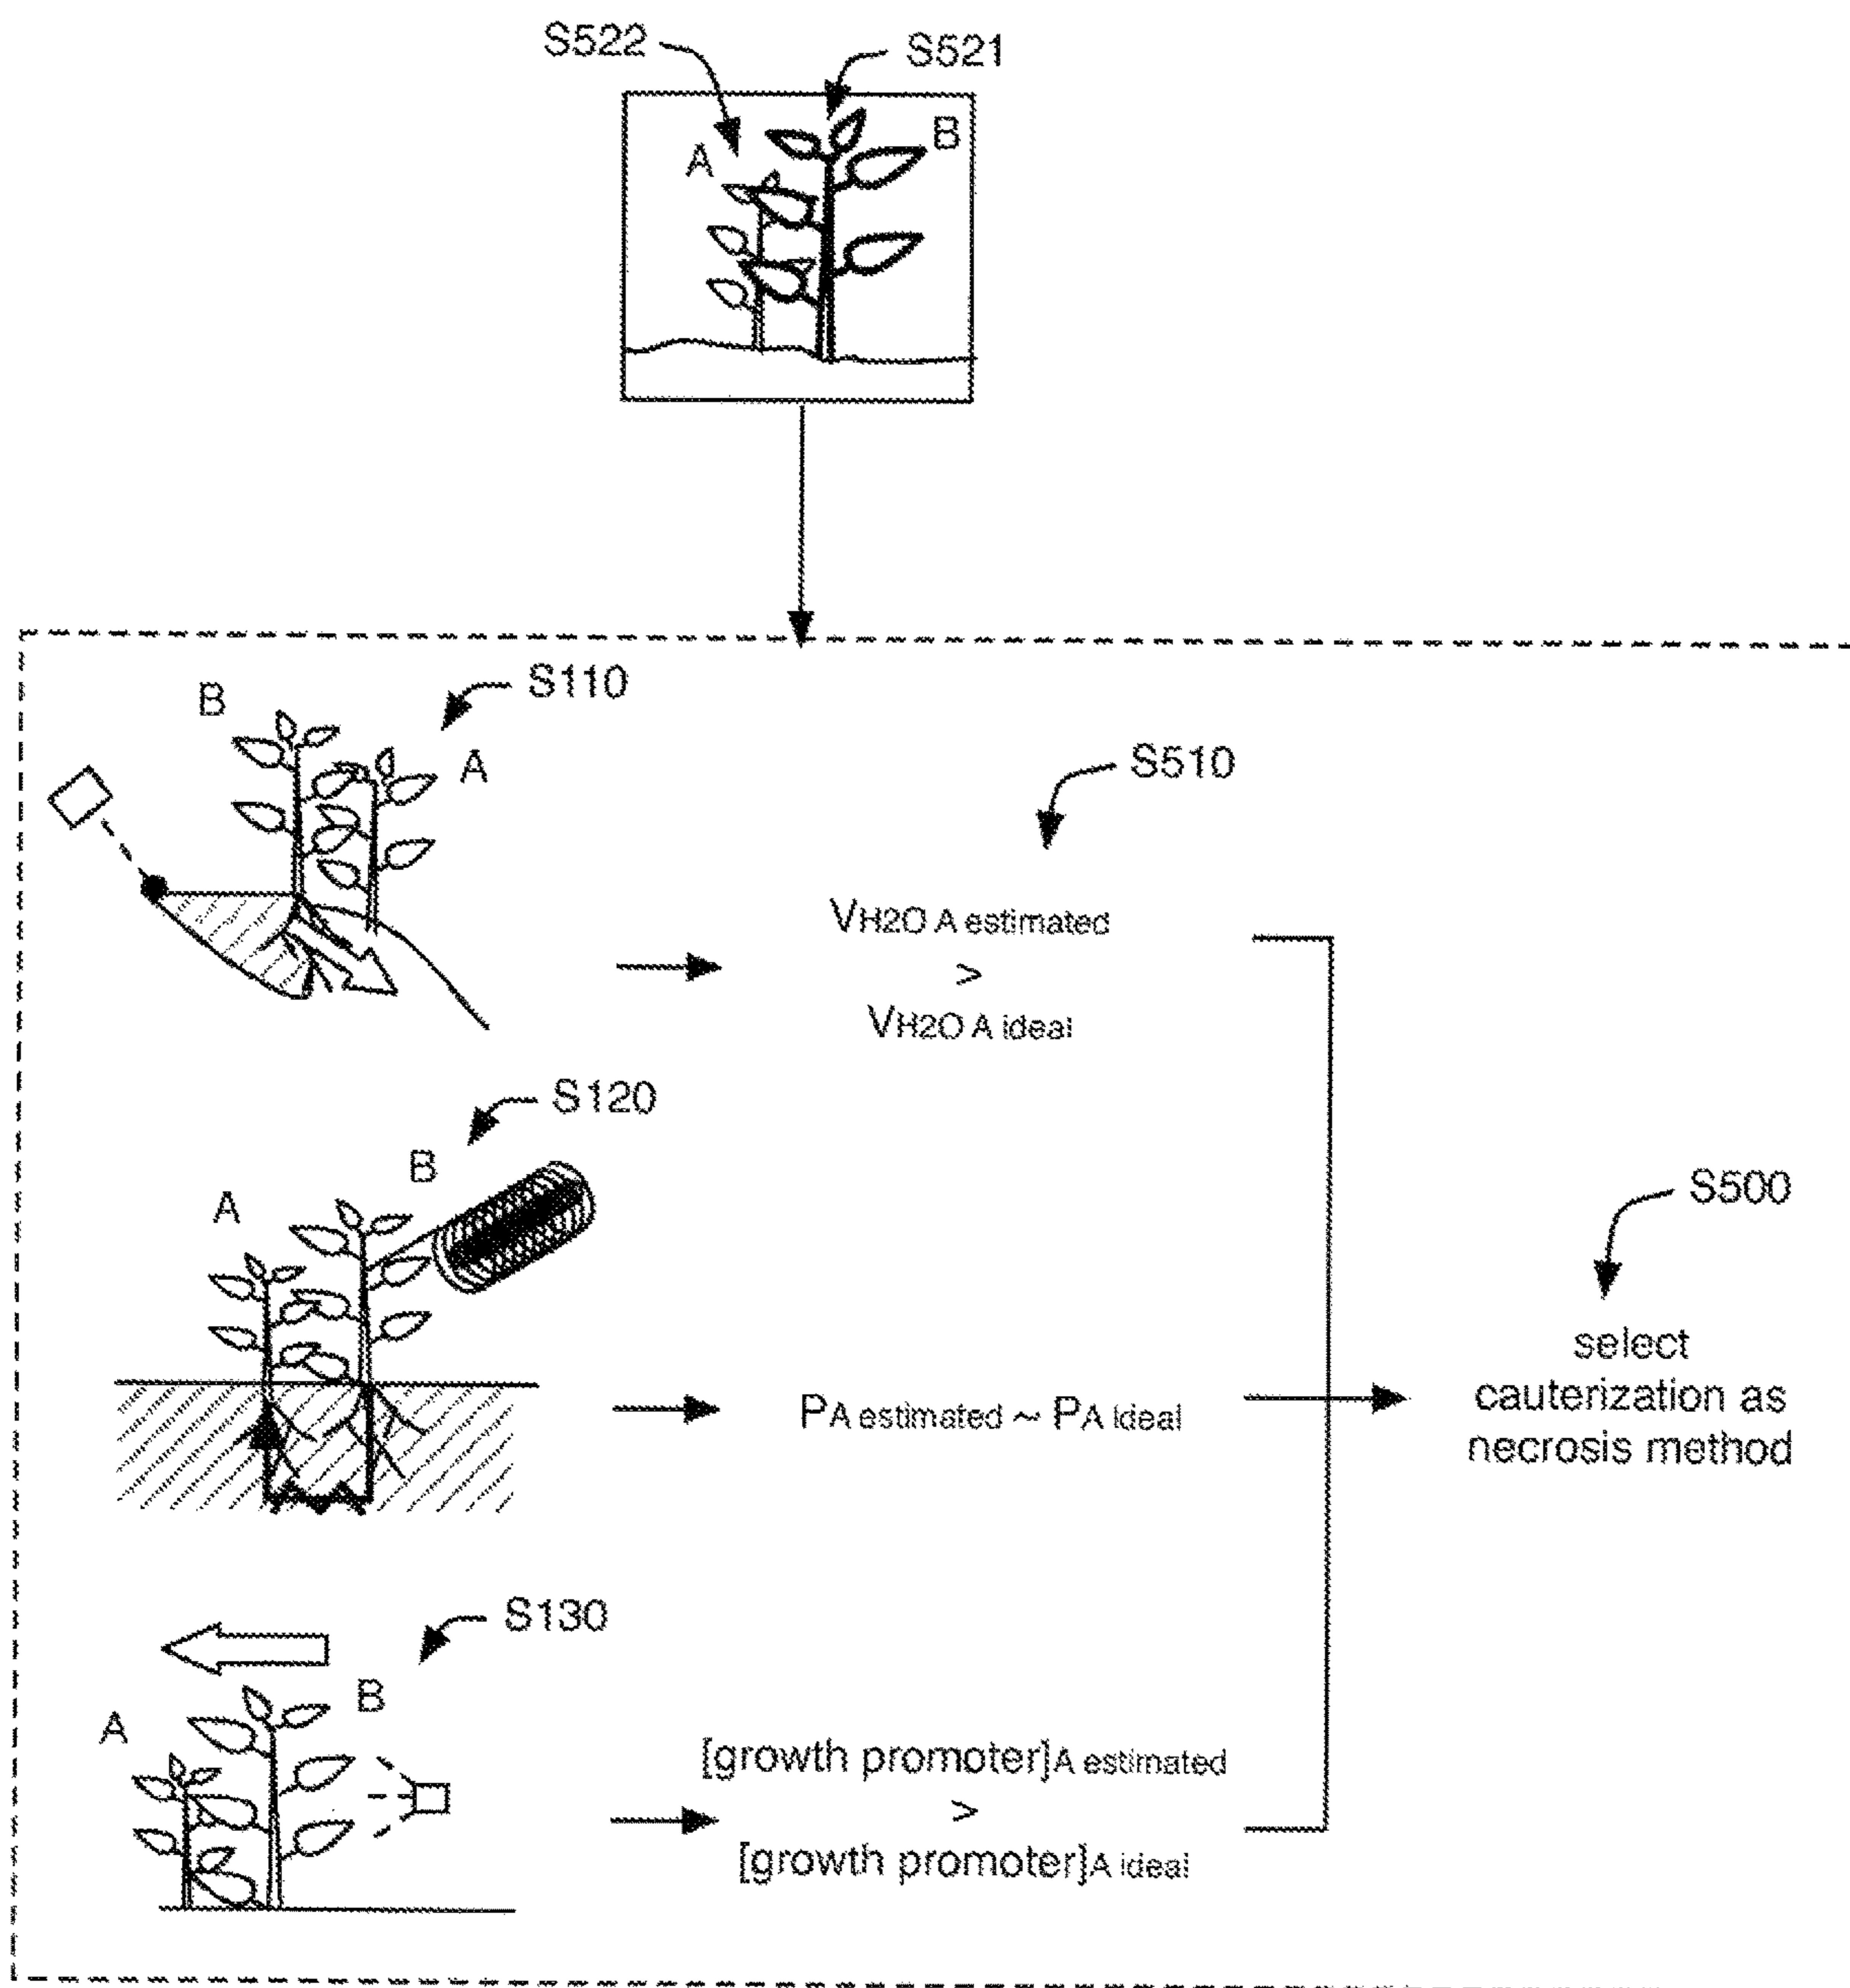 S522
S521
A
B
B
S110
A
S510
VH2O A estimated
>
VH2O A ideal
S120
B
A
S500
select
cauterization as
necrosis method
PA estimated ~ PA ideal
S130
B
A
[growth promoter]A estimated
>
[growth promoter]A ideal